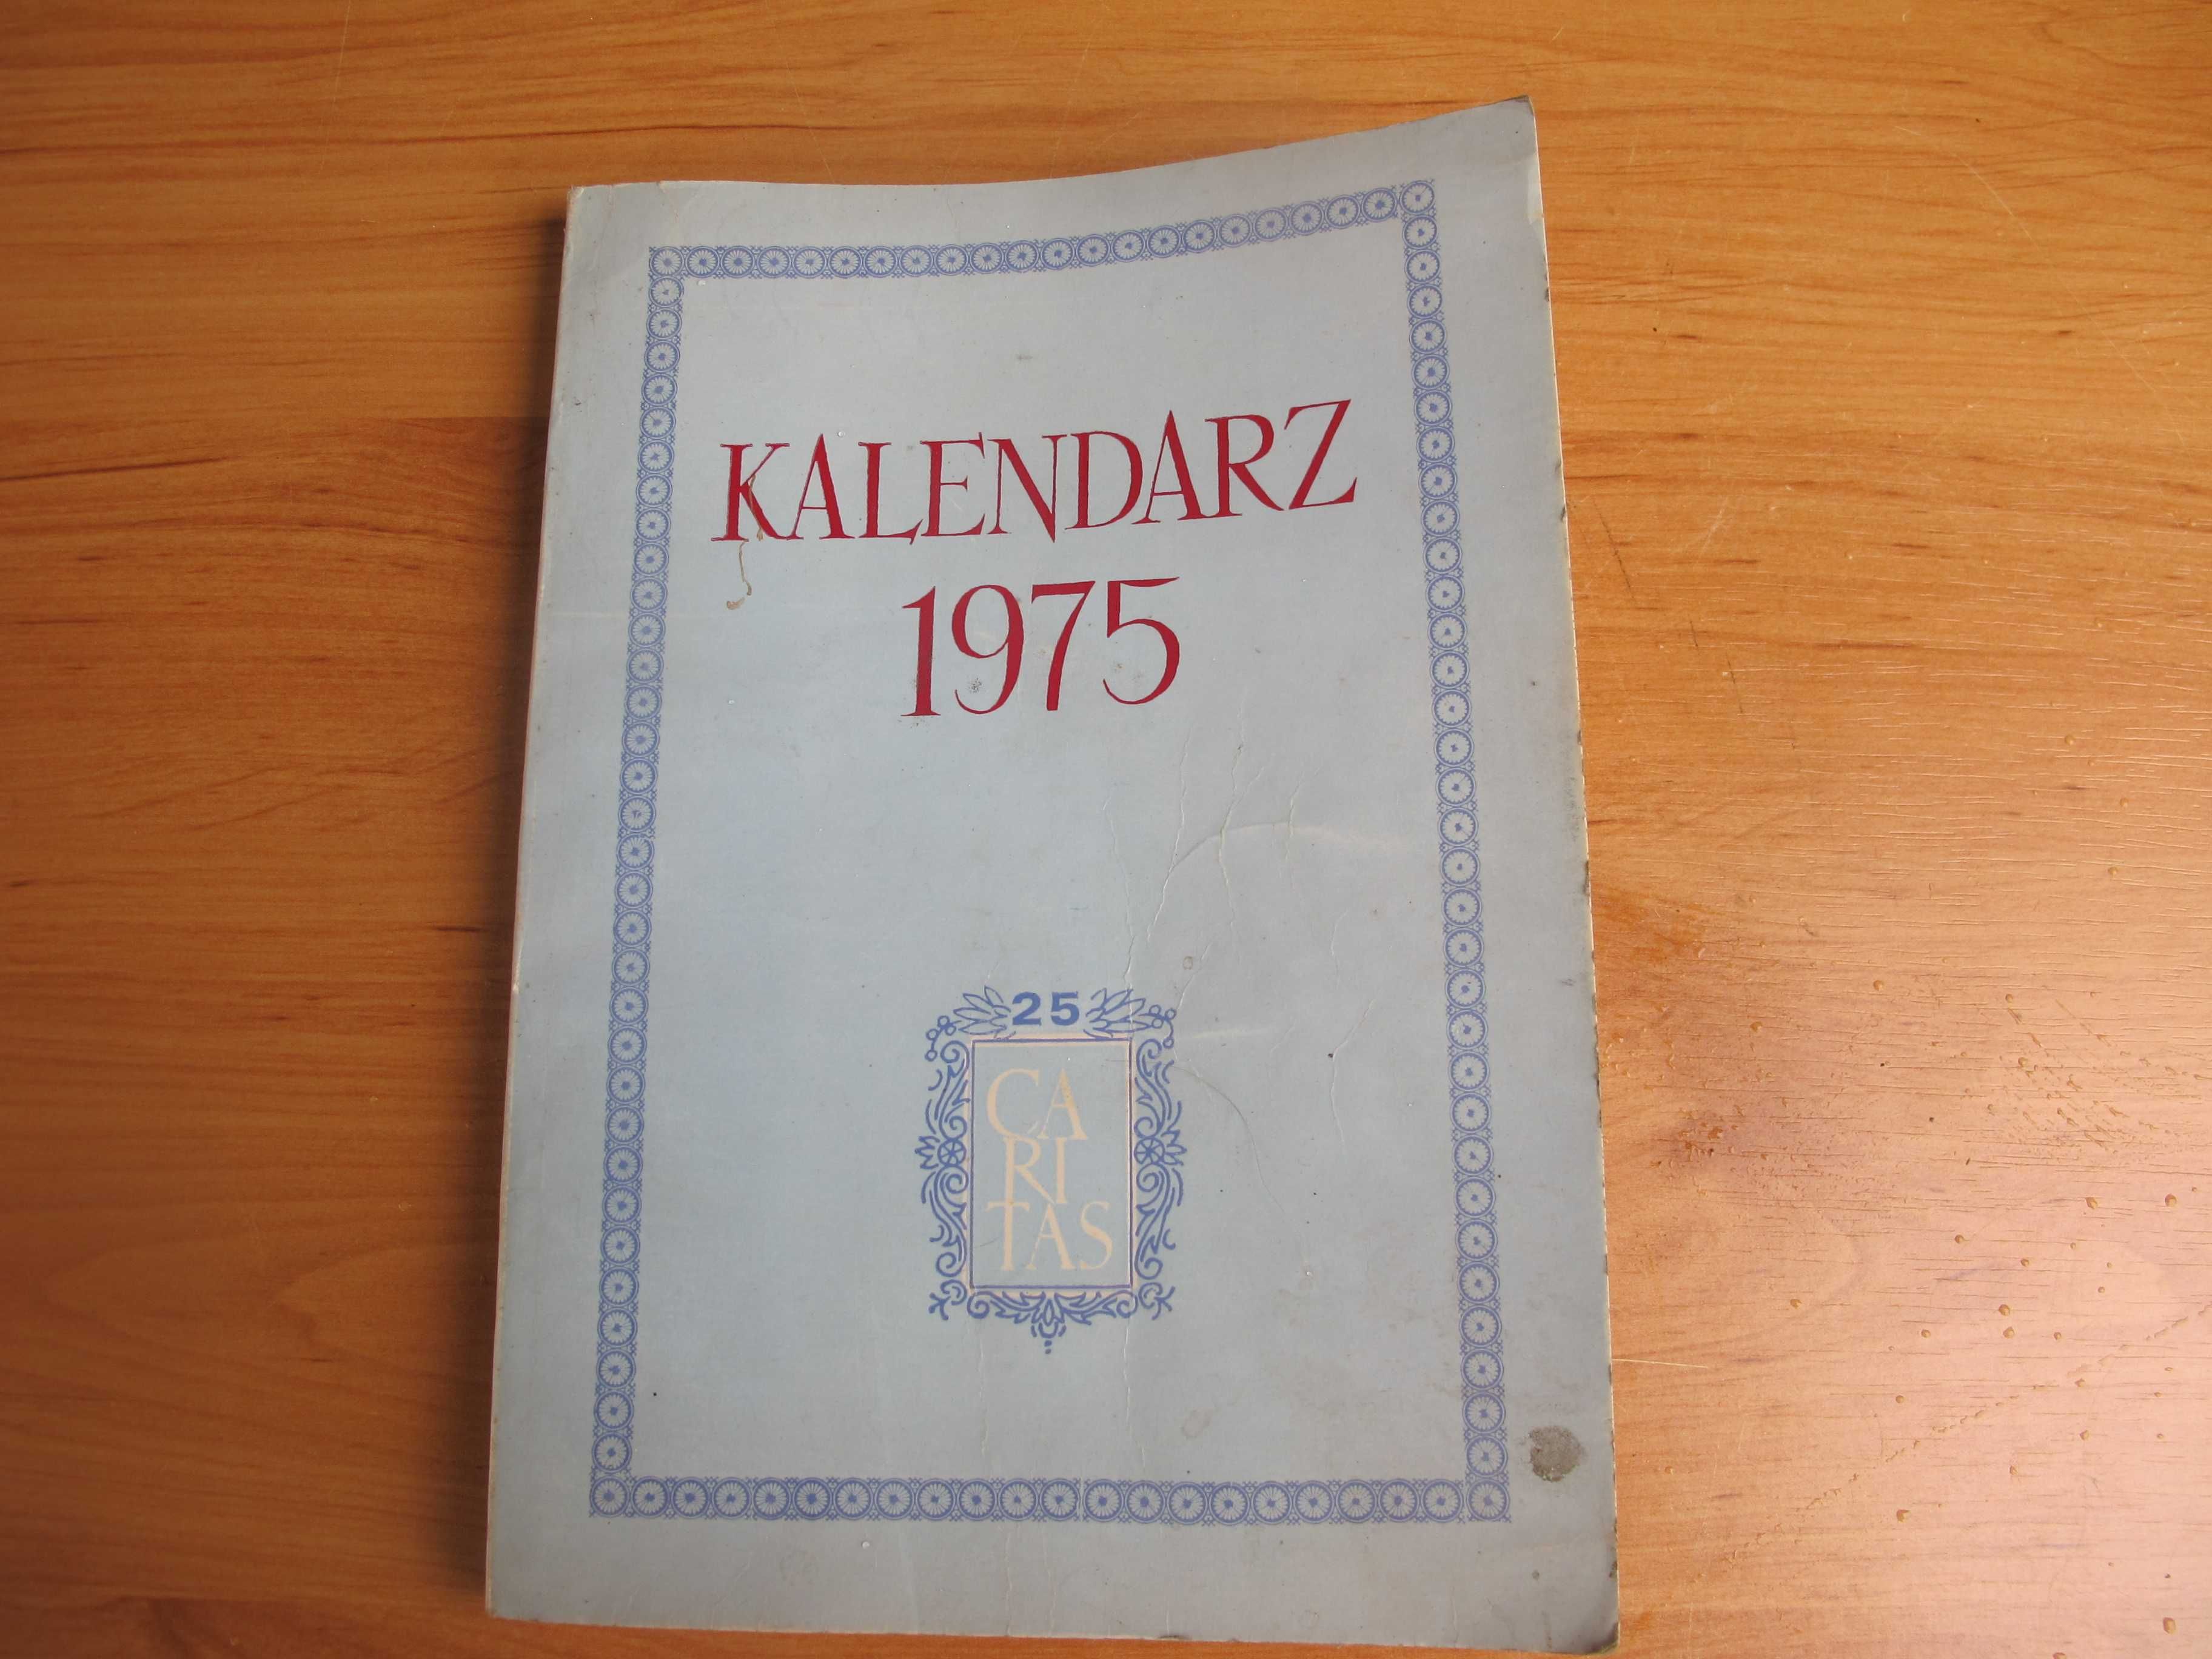 KALENDARZ
1975
25
CA
RI
TAS